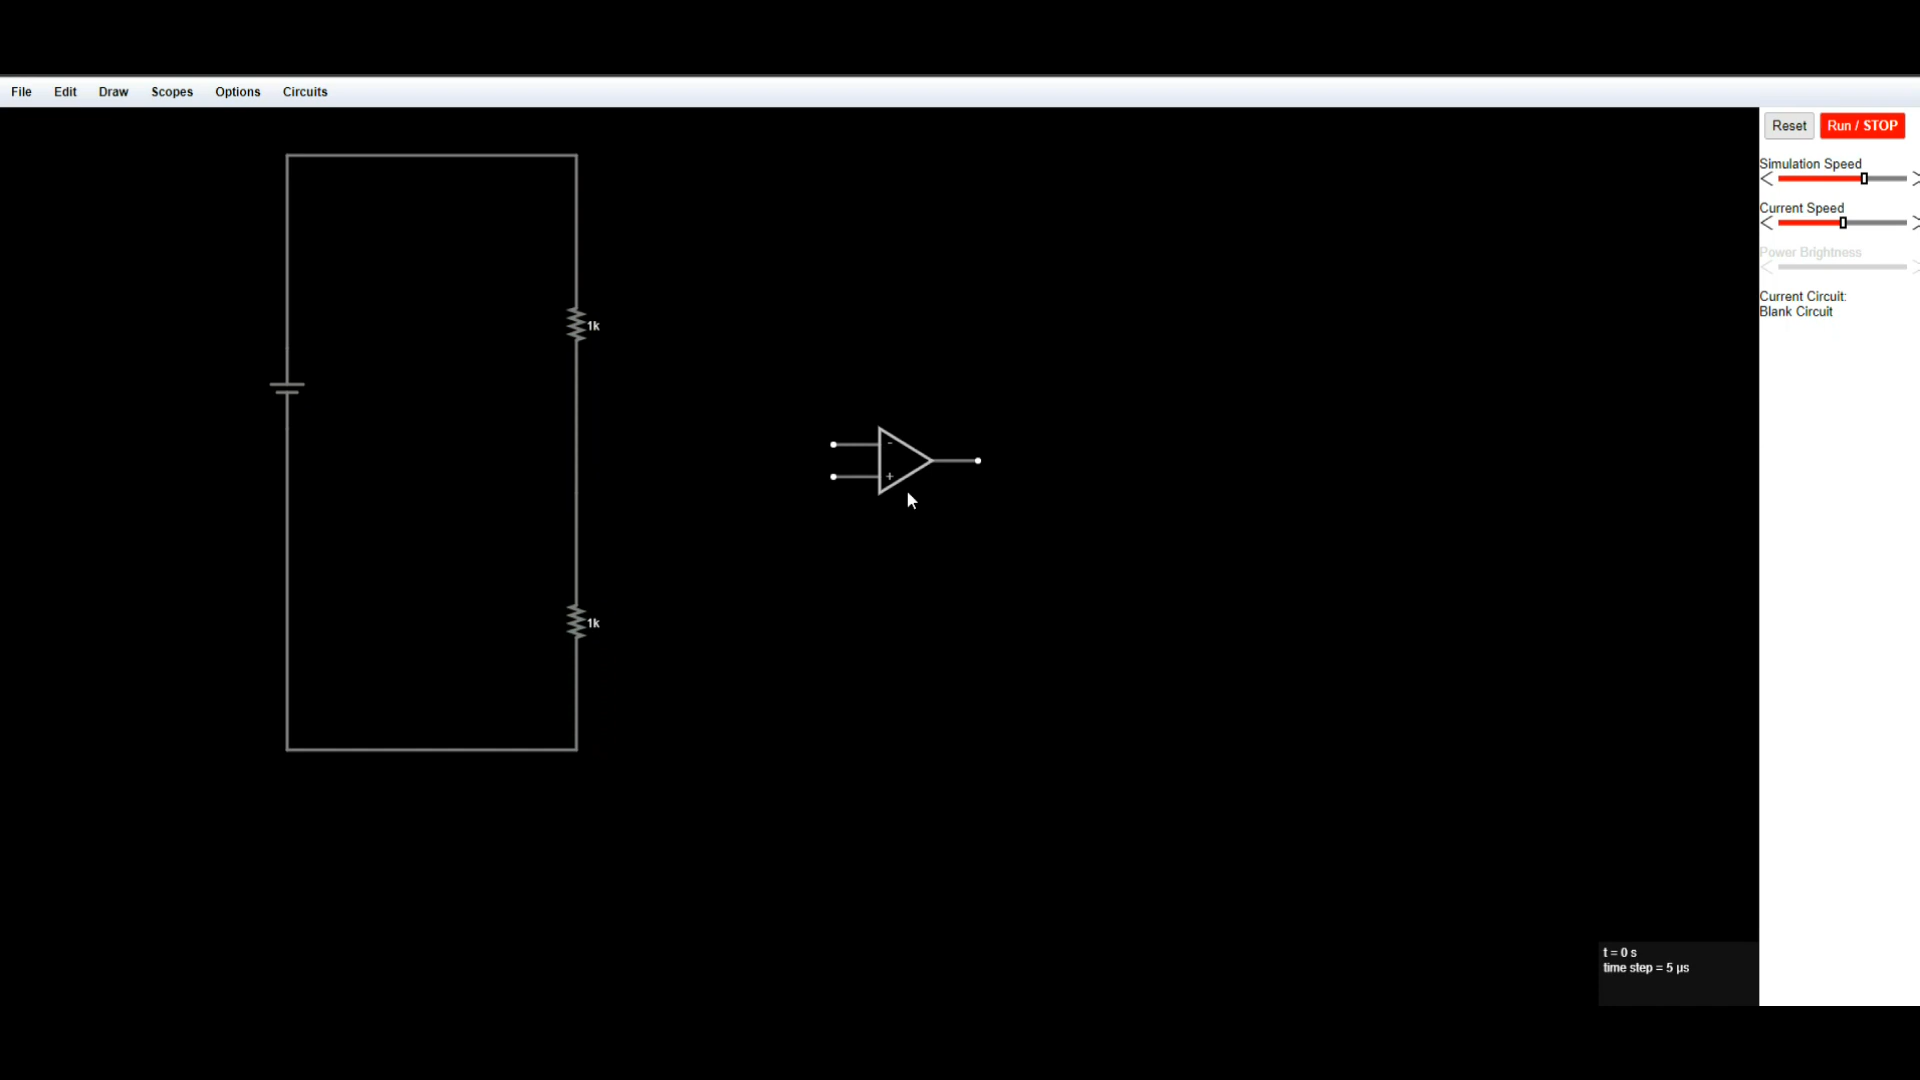 File Edit Draw Scopes Options Circuits
Reset Run / STOP
Simulation Speed
Current Speed
Power Brightness
Current Circuit:
Blank Circuit
1k
-
+
1k
t = 0 s
time step = 5 µs